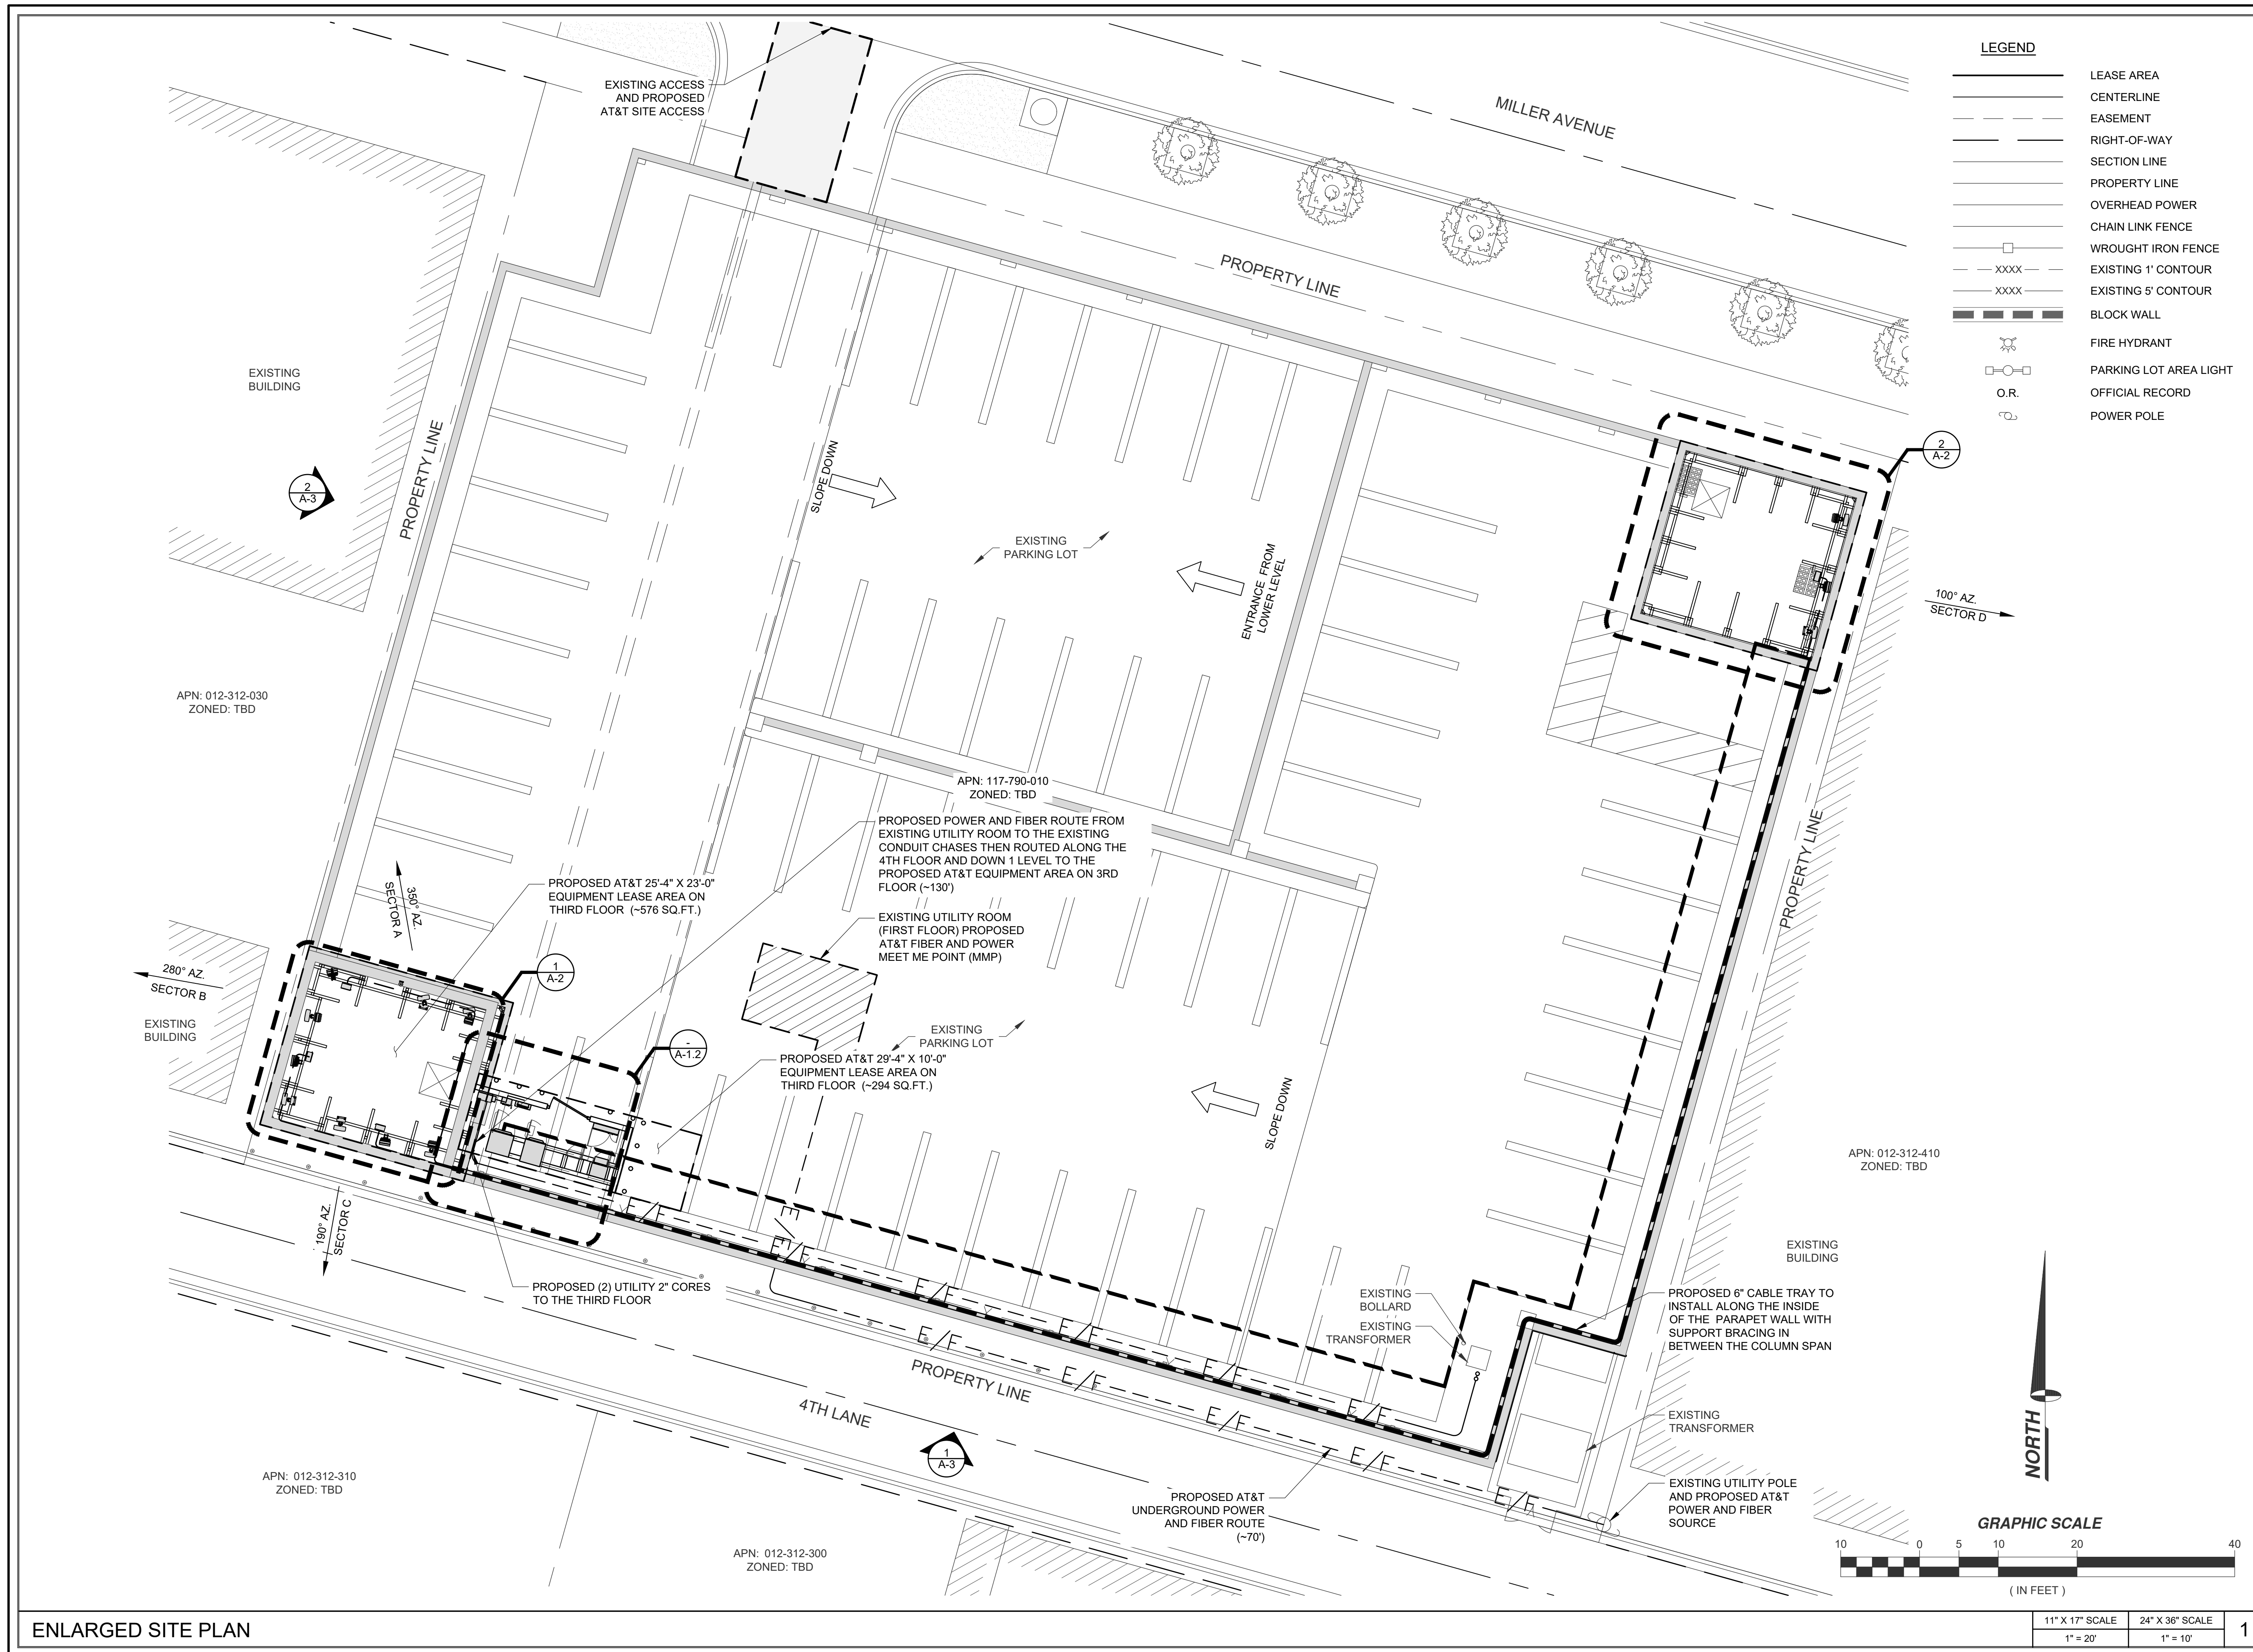 LEGEND
LEASE AREA
CENTERLINE
EASEMENT
RIGHT-OF-WAY
SECTION LINE
PROPERTY LINE
OVERHEAD POWER
CHAIN LINK FENCE
WROUGHT IRON FENCE
XXXX
EXISTING 1' CONTOUR
XXXX
EXISTING 5' CONTOUR
BLOCK WALL
FIRE HYDRANT
PARKING LOT AREA LIGHT
O.R.
OFFICIAL RECORD
POWER POLE
EXISTING ACCESS
AND PROPOSED
AT&T SITE ACCESS
MILLER AVENUE
PROPERTY LINE
EXISTING
BUILDING
PROPERTY LINE
2
A-3
SLOPE DOWN
EXISTING
PARKING LOT
ENTRANCE FROM
LOWER LEVEL
2
A-2
100° AZ.
SECTOR D
APN: 012-312-030
ZONED: TBD
APN: 117-790-010
ZONED: TBD
PROPOSED POWER AND FIBER ROUTE FROM
EXISTING UTILITY ROOM TO THE EXISTING
CONDUIT CHASES THEN ROUTED ALONG THE
4TH FLOOR AND DOWN 1 LEVEL TO THE
PROPOSED AT&T EQUIPMENT AREA ON 3RD
FLOOR (~130')
PROPERTY LINE
PROPOSED AT&T 25'-4" X 23'-0"
EQUIPMENT LEASE AREA ON
THIRD FLOOR (~576 SQ.FT.)
350° AZ.
SECTOR A
EXISTING UTILITY ROOM
(FIRST FLOOR) PROPOSED
AT&T FIBER AND POWER
MEET ME POINT (MMP)
280° AZ.
SECTOR B
1
A-2
EXISTING
BUILDING
-
A-1.2
EXISTING
PARKING LOT
PROPOSED AT&T 29'-4" X 10'-0"
EQUIPMENT LEASE AREA ON
THIRD FLOOR (~294 SQ.FT.)
SLOPE DOWN
APN: 012-312-410
ZONED: TBD
190° AZ.
SECTOR C
E/F
E/F
E/F
E/F
E/F
E/F
E/F
E/F
E/F
E/F
E/F
E/F
EXISTING
BUILDING
PROPOSED (2) UTILITY 2" CORES
TO THE THIRD FLOOR
EXISTING
BOLLARD
EXISTING
TRANSFORMER
PROPOSED 6" CABLE TRAY TO
INSTALL ALONG THE INSIDE
OF THE PARAPET WALL WITH
SUPPORT BRACING IN
BETWEEN THE COLUMN SPAN
PROPERTY LINE
4TH LANE
1
A-3
EXISTING
TRANSFORMER
NORTH
APN: 012-312-310
ZONED: TBD
PROPOSED AT&T
UNDERGROUND POWER
AND FIBER ROUTE
(~70')
EXISTING UTILITY POLE
AND PROPOSED AT&T
POWER AND FIBER
SOURCE
APN: 012-312-300
ZONED: TBD
GRAPHIC SCALE
10 0 5 10 20 40
( IN FEET )
ENLARGED SITE PLAN
11" X 17" SCALE
1" = 20'
24" X 36" SCALE
1" = 10'
1